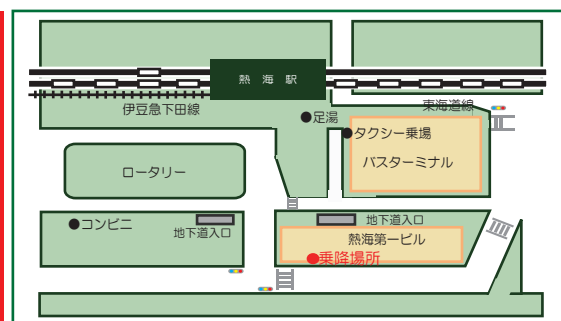 熱海駅
伊豆急下田線
東海道線
足湯
タクシー乗場
バスターミナル
ロータリー
コンビニ
地下道入口
地下道入口
熱海第一ビル
乗降場所